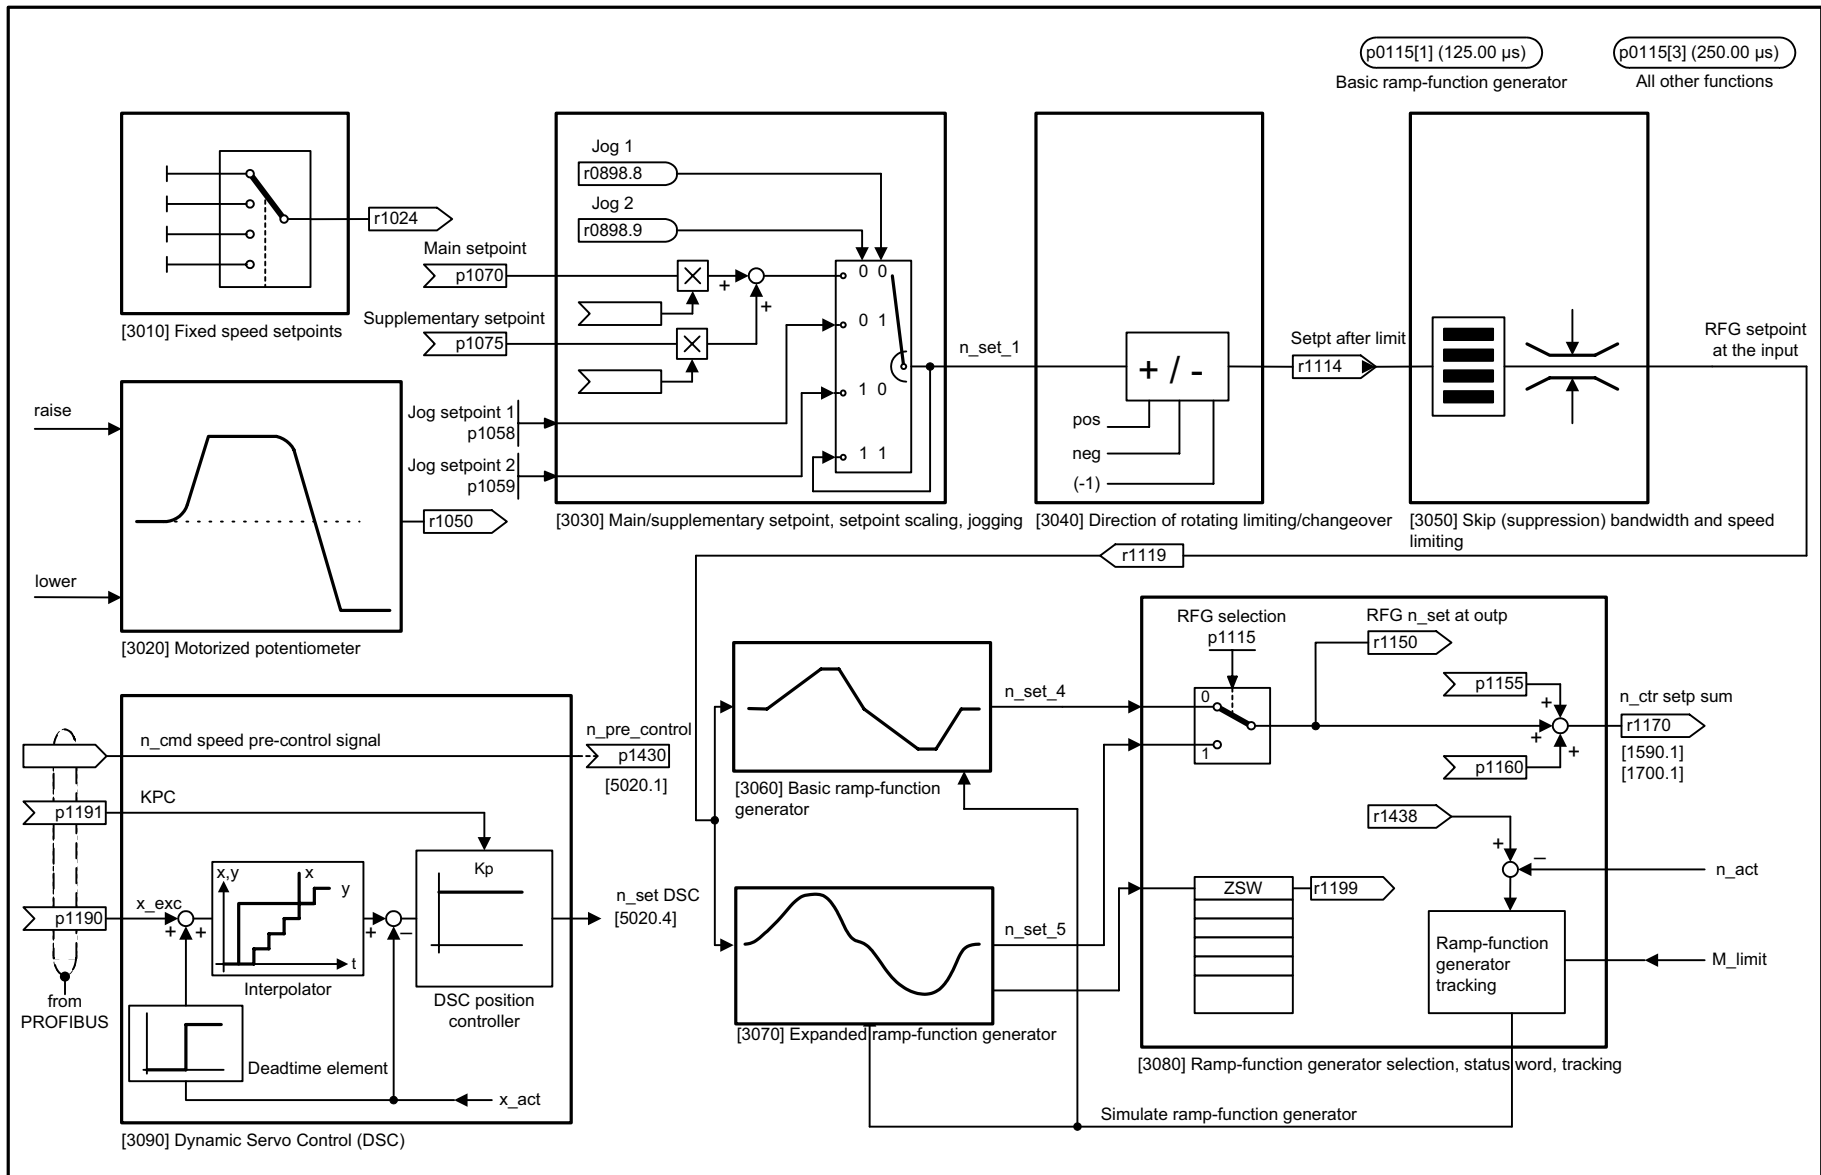 p0115[1] (125.00 µs)
Basic ramp-function generator
p0115[3] (250.00 µs)
All other functions
r1024
[3010] Fixed speed setpoints
Jog 1
r0898.8
Jog 2
r0898.9
Main setpoint
p1070
Supplementary setpoint
p1075
Jog setpoint 1
p1058
Jog setpoint 2
p1059
0 0
0 1
1 0
1 1
+
+
n_set_1
[3030] Main/supplementary setpoint, setpoint scaling, jogging
+ / -
pos
neg
(-1)
[3040] Direction of rotating limiting/changeover
Setpt after limit
r1114
[3050] Skip (suppression) bandwidth and speed
limiting
RFG setpoint
at the input
r1119
raise
lower
r1050
[3020] Motorized potentiometer
n_cmd speed pre-control signal
n_pre_control
p1430
[5020.1]
p1191
KPC
p1190
x_exc
+
+
x,y
x
y
t
Interpolator
+
–
Kp
DSC position
controller
n_set DSC
[5020.4]
from
PROFIBUS
Deadtime element
x_act
[3090] Dynamic Servo Control (DSC)
[3060] Basic ramp-function
generator
n_set_4
[3070] Expanded ramp-function generator
n_set_5
RFG selection
p1115
0
1
RFG n_set at outp
r1150
p1155
+
+
+
p1160
n_ctr setp sum
r1170
[1590.1]
[1700.1]
r1438
+
–
n_act
ZSW
r1199
Ramp-function
generator
tracking
M_limit
[3080] Ramp-function generator selection, status word, tracking
Simulate ramp-function generator